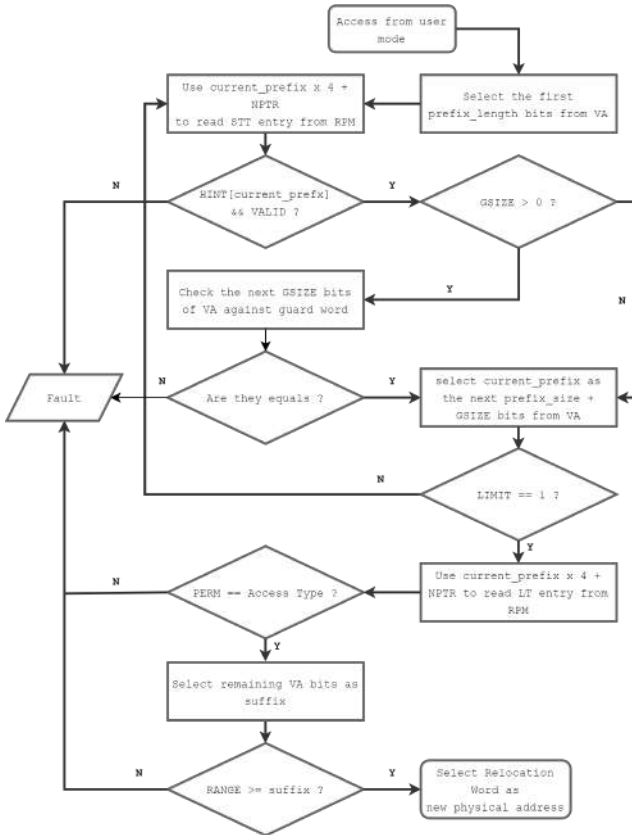 Access from user
mode
Use current_prefix x 4 +
NPTR
to read STT entry from RPM
Select the first
prefix_length bits from VA
N
HINT[current_prefx]
&& VALID ?
Y
GSIZE > 0 ?
Check the next GSIZE bits
of VA against guard word
Y
N
Fault
N
Are they equals ?
Y
select current_prefix as
the next prefix_size +
GSIZE bits from VA
N
LIMIT == 1 ?
Y
N
PERM == Access Type ?
Use current_prefix x 4 +
NPTR to read LT entry from
RPM
Y
Select remaining VA bits as
suffix
N
RANGE >= suffix ?
Y
Select Relocation
Word as
new physical address